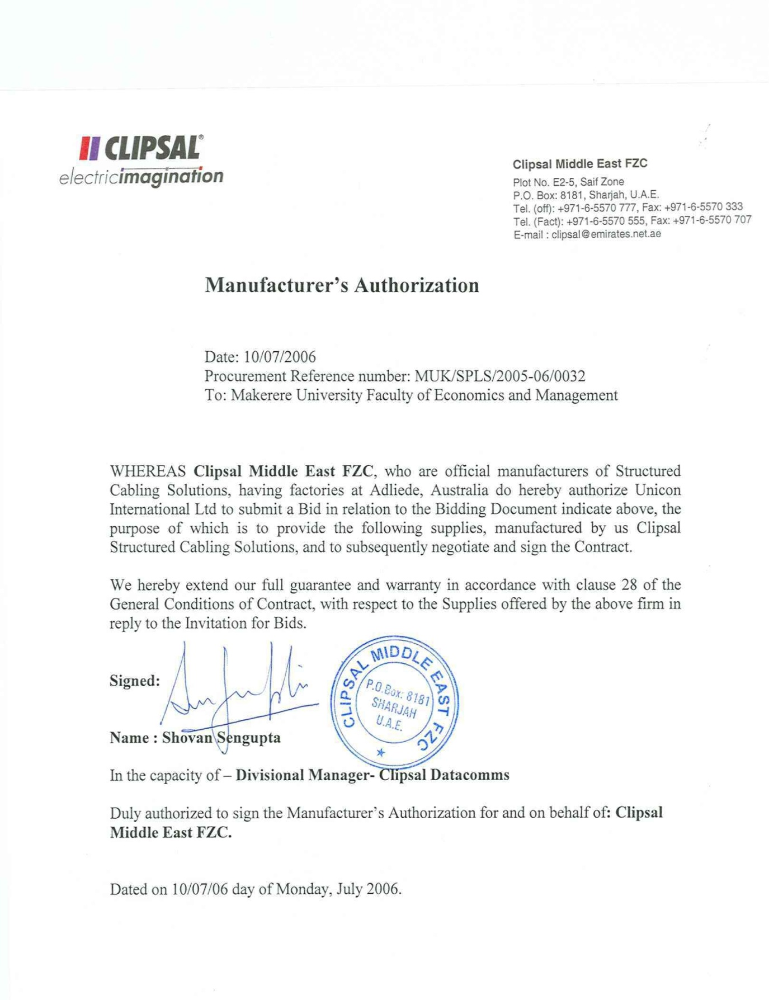 CLIPSAL®
electricimagination
Clipsal Middle East FZC
Plot No. E2-5, Saif Zone
P.O. Box: 8181, Sharjah, U.A.E.
Tel. (off): +971-6-5570 777, Fax: +971-6-5570 333
Tel. (Fact): +971-6-5570 555, Fax: +971-6-5570 707
E-mail : clipsal@emirates.net.ae
Manufacturer’s Authorization
Date: 10/07/2006
Procurement Reference number: MUK/SPLS/2005-06/0032
To: Makerere University Faculty of Economics and Management
WHEREAS Clipsal Middle East FZC, who are official manufacturers of Structured
Cabling Solutions, having factories at Adliede, Australia do hereby authorize Unicon
International Ltd to submit a Bid in relation to the Bidding Document indicate above, the
purpose of which is to provide the following supplies, manufactured by us Clipsal
Structured Cabling Solutions, and to subsequently negotiate and sign the Contract.
We hereby extend our full guarantee and warranty in accordance with clause 28 of the
General Conditions of Contract, with respect to the Supplies offered by the above firm in
reply to the Invitation for Bids.
Signed:
CLIPSAL MIDDLE EAST FZC
P.O.Box: 8181
SHARJAH
U.A.E.
Name : Shovan Sengupta
In the capacity of – Divisional Manager- Clipsal Datacomms
Duly authorized to sign the Manufacturer’s Authorization for and on behalf of: Clipsal
Middle East FZC.
Dated on 10/07/06 day of Monday, July 2006.